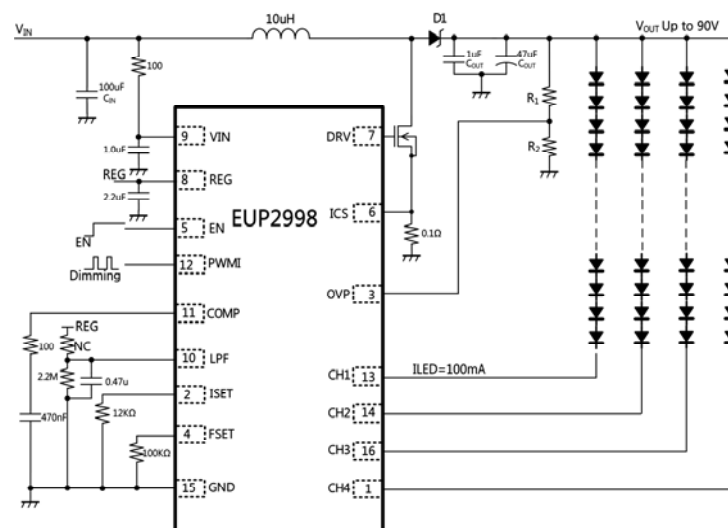 10uH
D1
VIN
VOUT Up to 90V
100
1uF
COUT
47uF
COUT
100uF
CIN
R1
R2
9 VIN
DRV 7
1.0uF
REG
8 REG
2.2uF
EUP2998
ICS 6
5 EN
EN
0.1Ω
12 PWMI
Dimming
OVP 3
11 COMP
REG
100
NC
10 LPF
2.2M
0.47u
CH1 13
ILED=100mA
2 ISET
470nF
12KΩ
CH2 14
4 FSET
100KΩ
CH3 16
15 GND
CH4 1